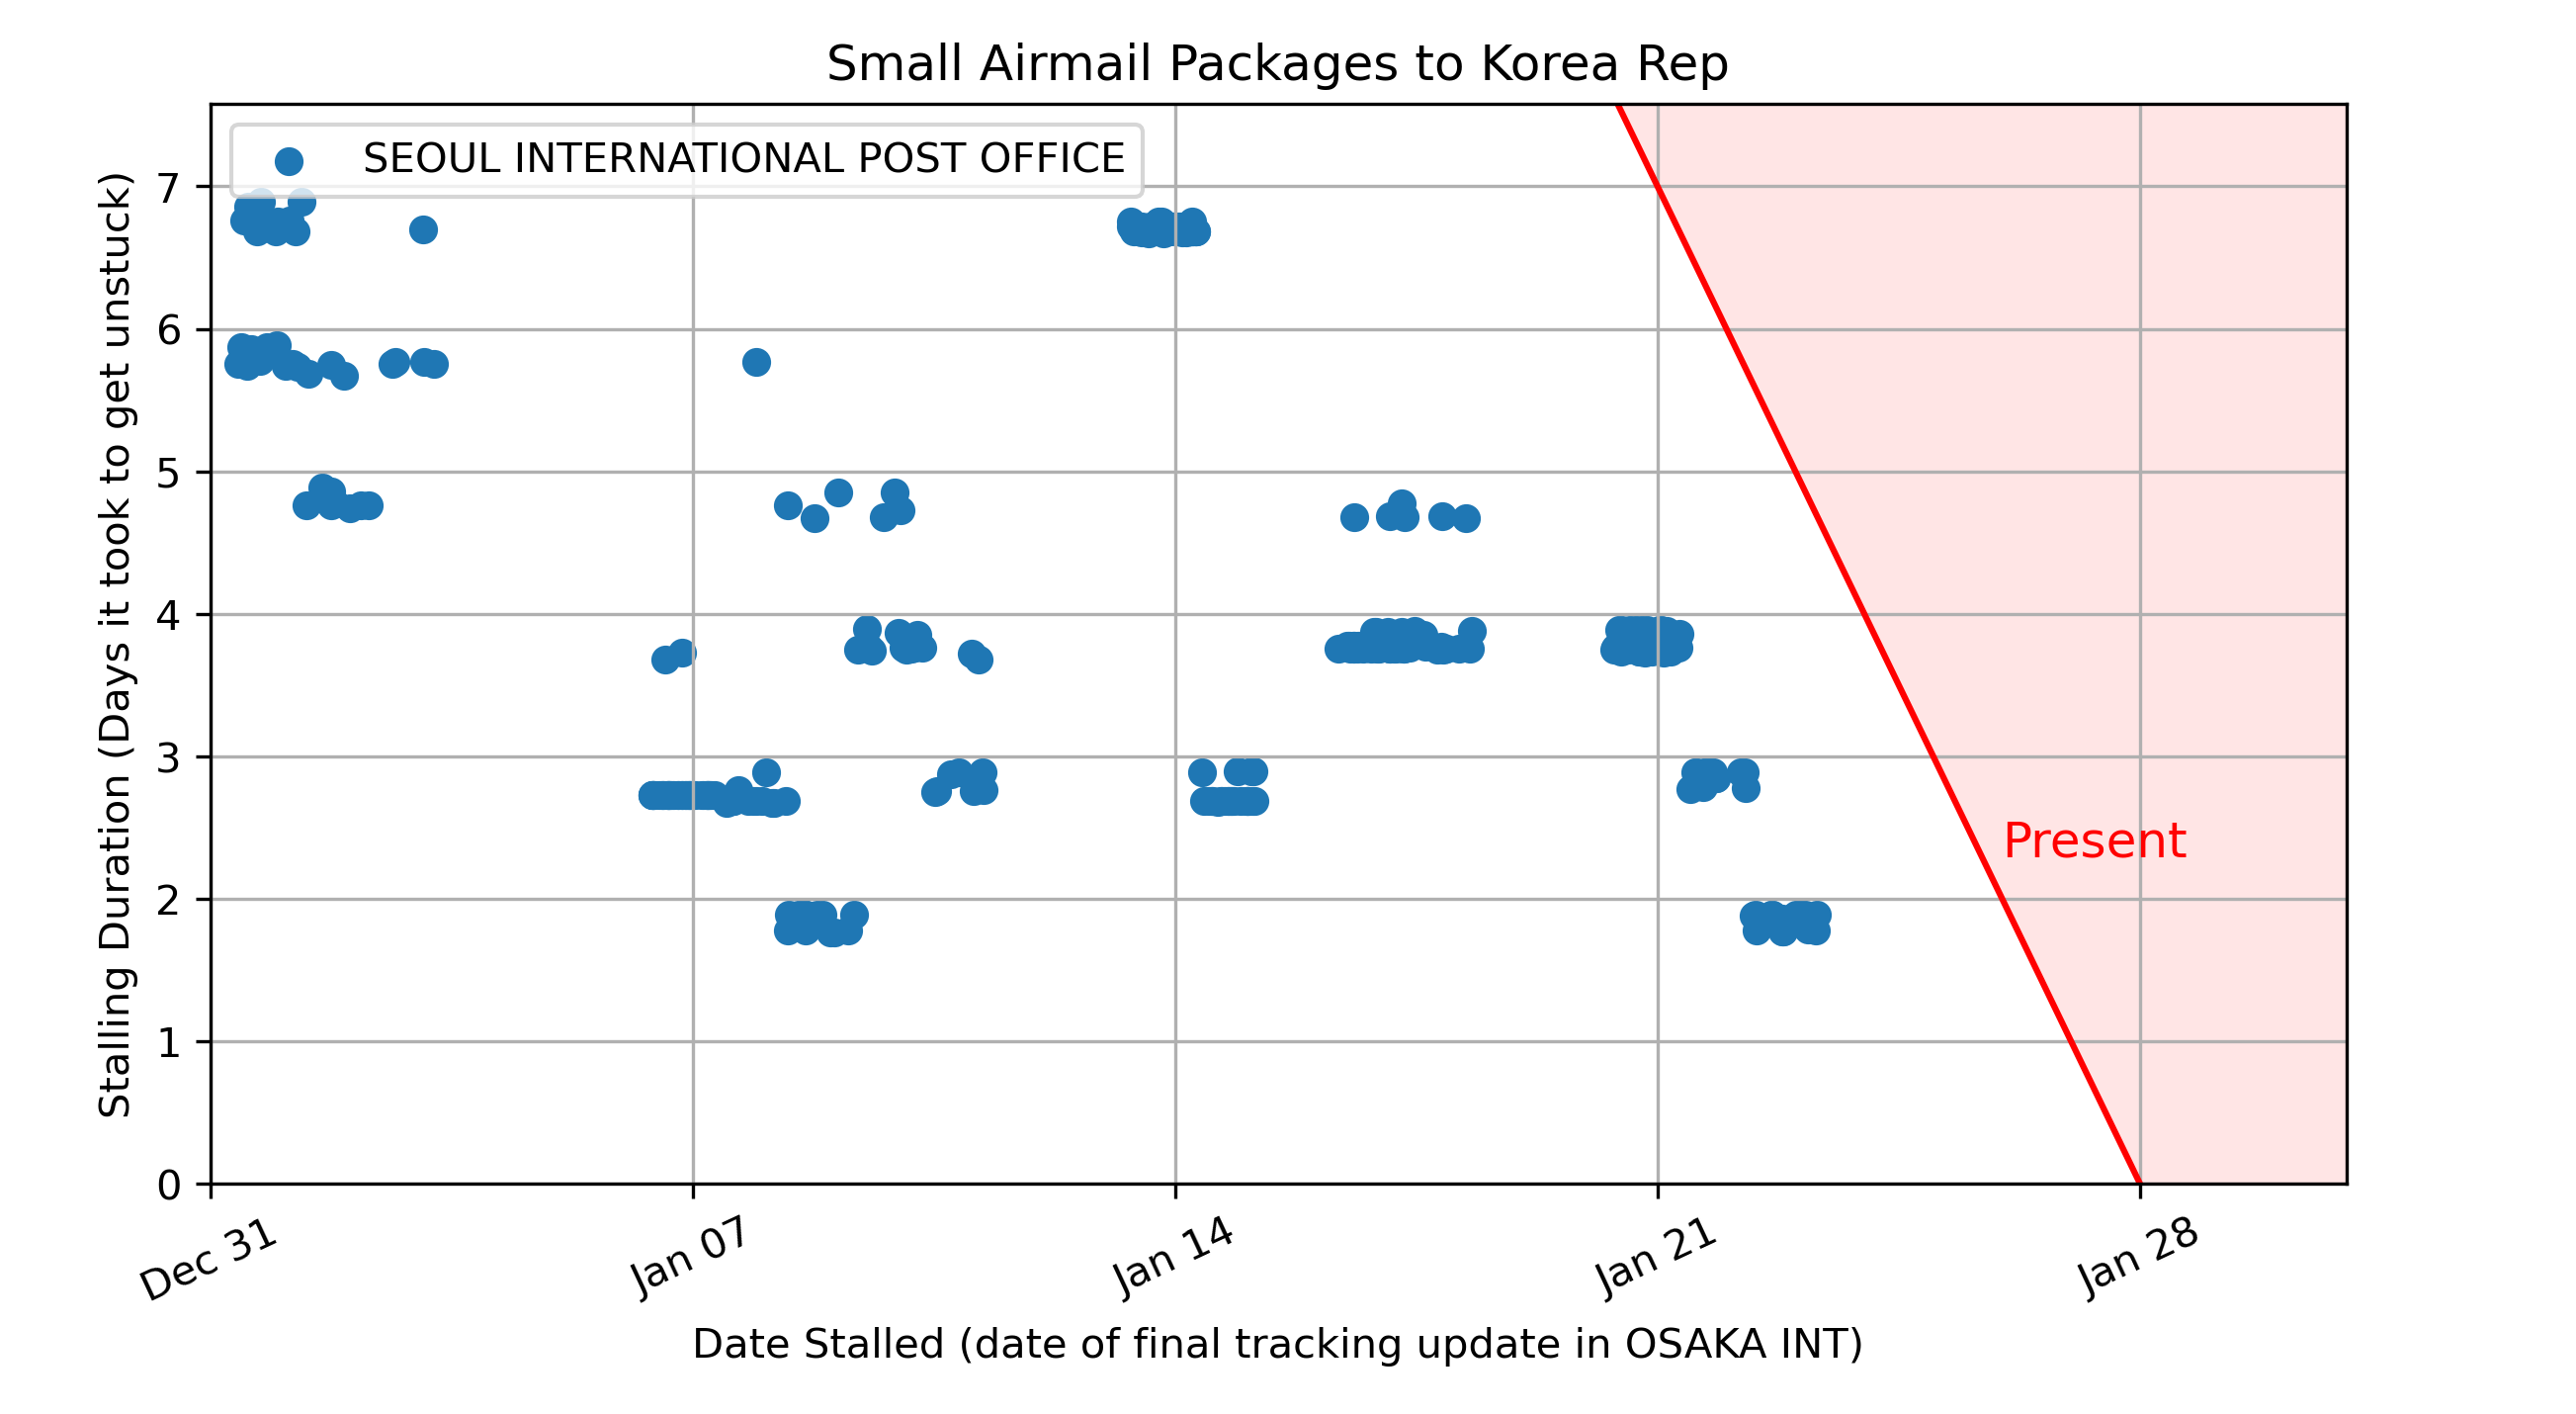 Small Airmail Packages to Korea Rep
SEOUL INTERNATIONAL POST OFFICE
Stalling Duration (Days it took to get unstuck)
7
6
5
4
3
2
1
0
Present
Dec 31
Jan 07
Jan 14
Jan 21
Jan 28
Date Stalled (date of final tracking update in OSAKA INT)